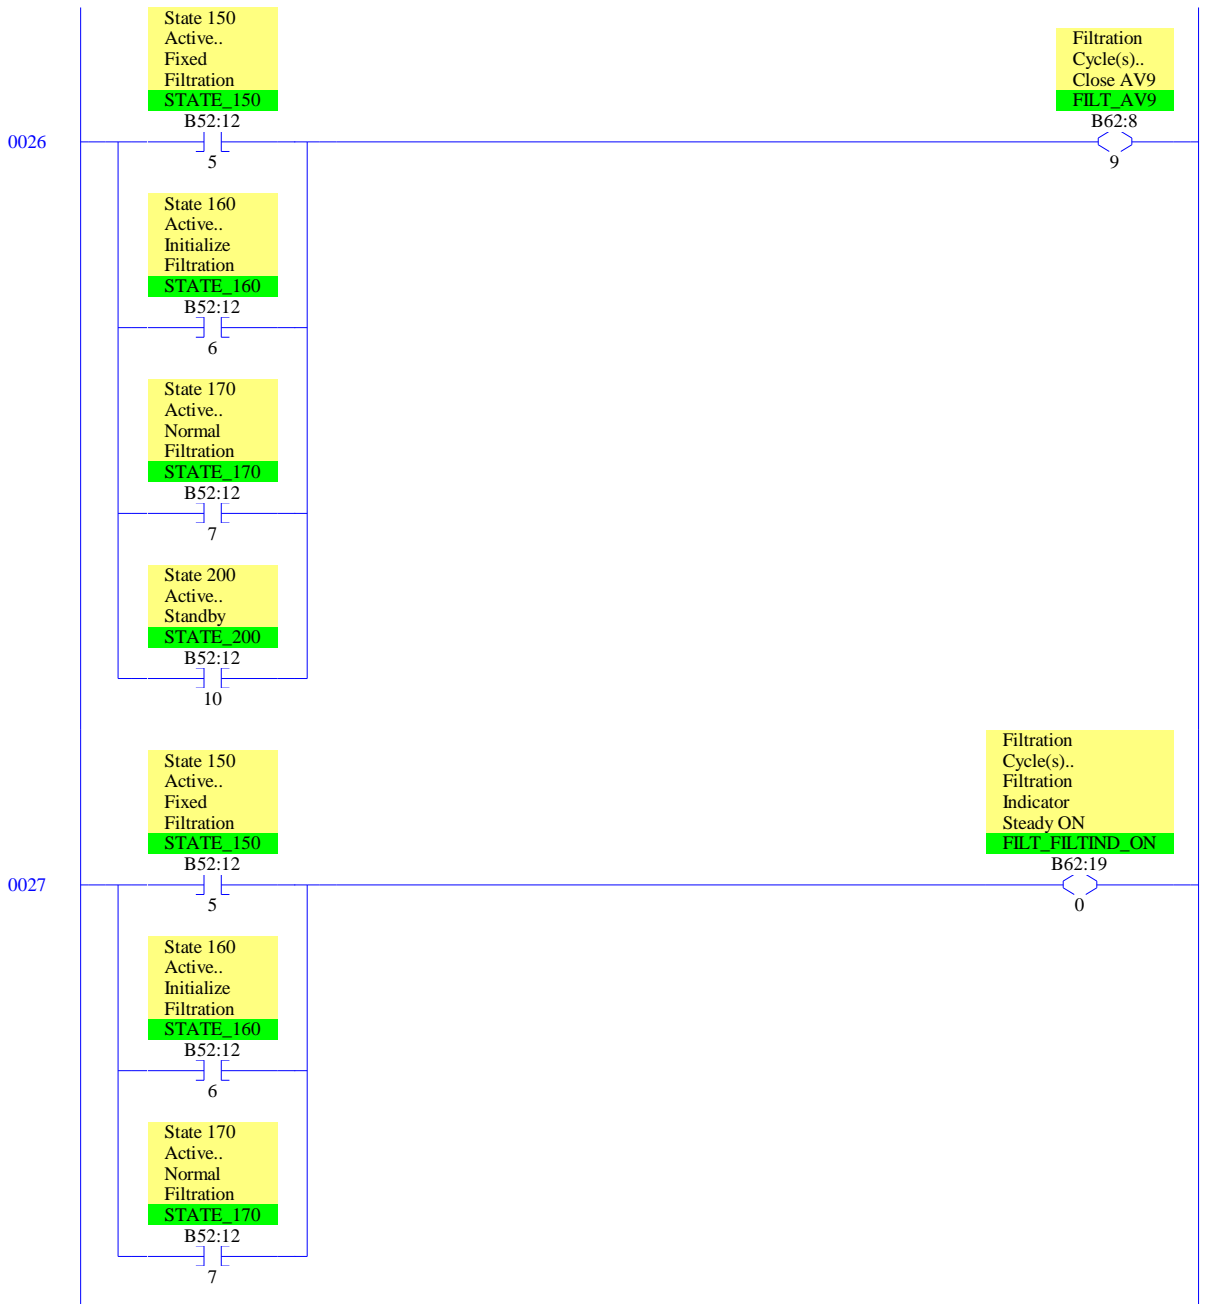 State 150
Active..
Fixed
Filtration
STATE_150
B52:12
5
Filtration
Cycle(s)..
Close AV9
FILT_AV9
B62:8
9
0026
State 160
Active..
Initialize
Filtration
STATE_160
B52:12
6
State 170
Active..
Normal
Filtration
STATE_170
B52:12
7
State 200
Active..
Standby
STATE_200
B52:12
10
State 150
Active..
Fixed
Filtration
STATE_150
B52:12
5
Filtration
Cycle(s)..
Filtration
Indicator
Steady ON
FILT_FILTIND_ON
B62:19
0
0027
State 160
Active..
Initialize
Filtration
STATE_160
B52:12
6
State 170
Active..
Normal
Filtration
STATE_170
B52:12
7